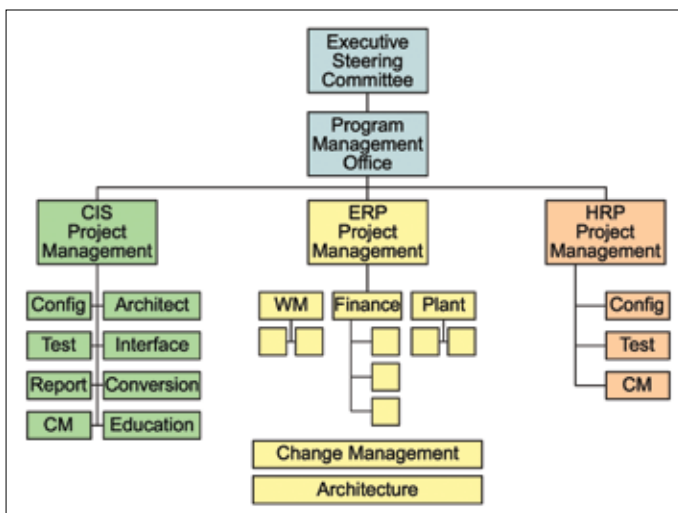 Executive
Steering
Committee
Program
Management
Office
CIS
Project
Management
ERP
Project
Management
HRP
Project
Management
Config
Architect
Test
Interface
Report
Conversion
CM
Education
WM
Finance
Plant
Change Management
Architecture
Config
Test
CM